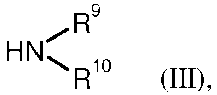 R⁹
HN
R¹⁰
(III),